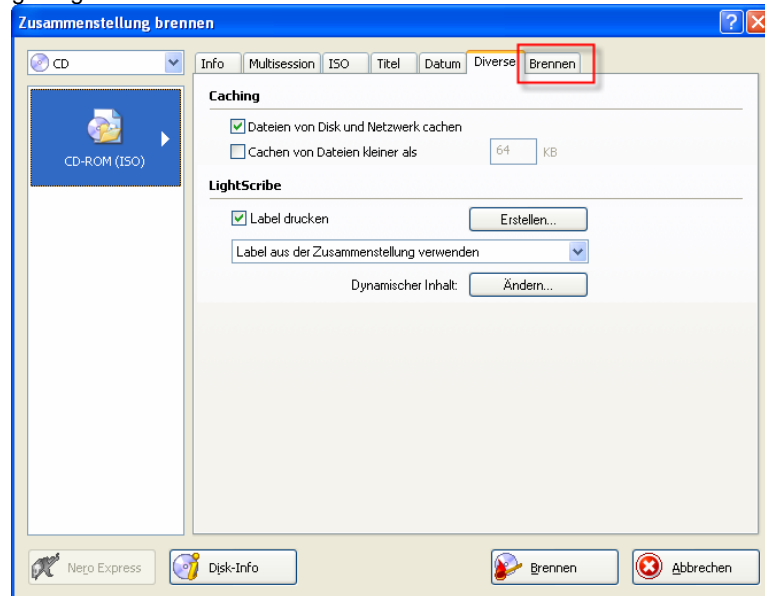 Zusammenstellung brennen
CD
Info Multisession ISO Titel Datum Diverse Brennen
Caching
Dateien von Disk und Netzwerk cachen
Cachen von Dateien kleiner als 64 KB
CD-ROM (ISO)
LightScribe
Label drucken Erstellen...
Label aus der Zusammenstellung verwenden
Dynamischer Inhalt: Ändern...
Nero Express Disk-Info Brennen Abbrechen